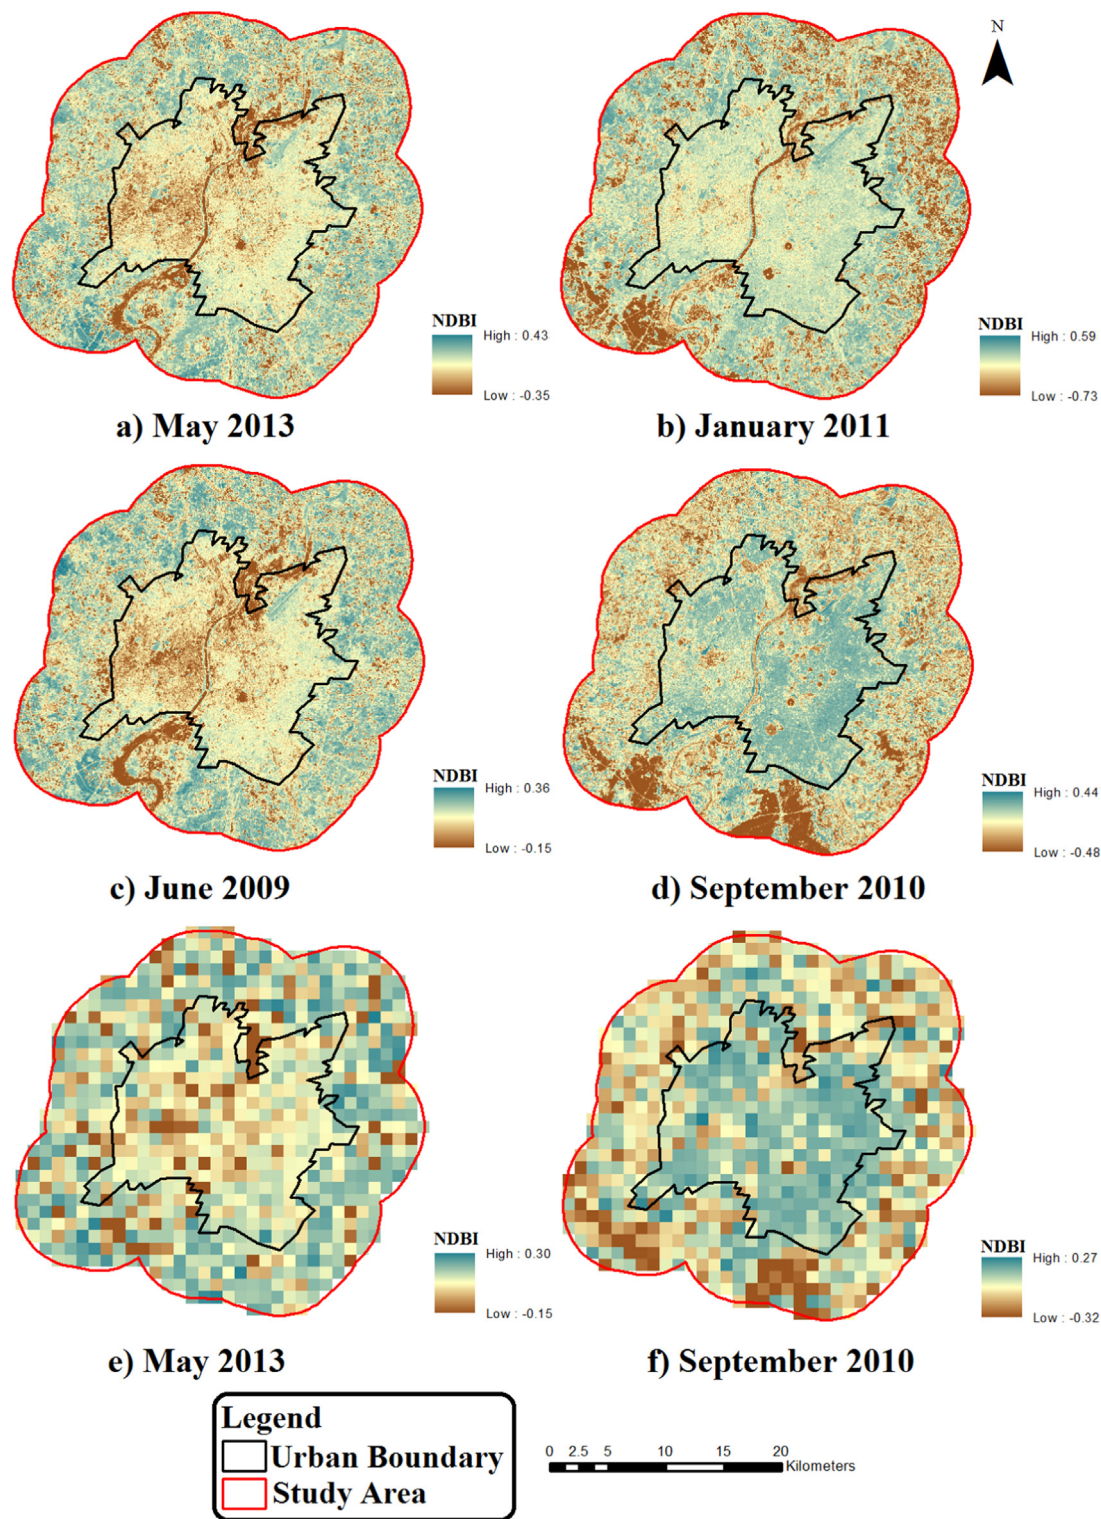 N
NDBI
High : 0.43
Low : -0.35
a) May 2013
NDBI
High : 0.59
Low : -0.73
b) January 2011
NDBI
High : 0.36
Low : -0.15
c) June 2009
NDBI
High : 0.44
Low : -0.48
d) September 2010
NDBI
High : 0.30
Low : -0.15
e) May 2013
NDBI
High : 0.27
Low : -0.32
f) September 2010
Legend
Urban Boundary
Study Area
0 2.5 5 10 15 20
Kilometers